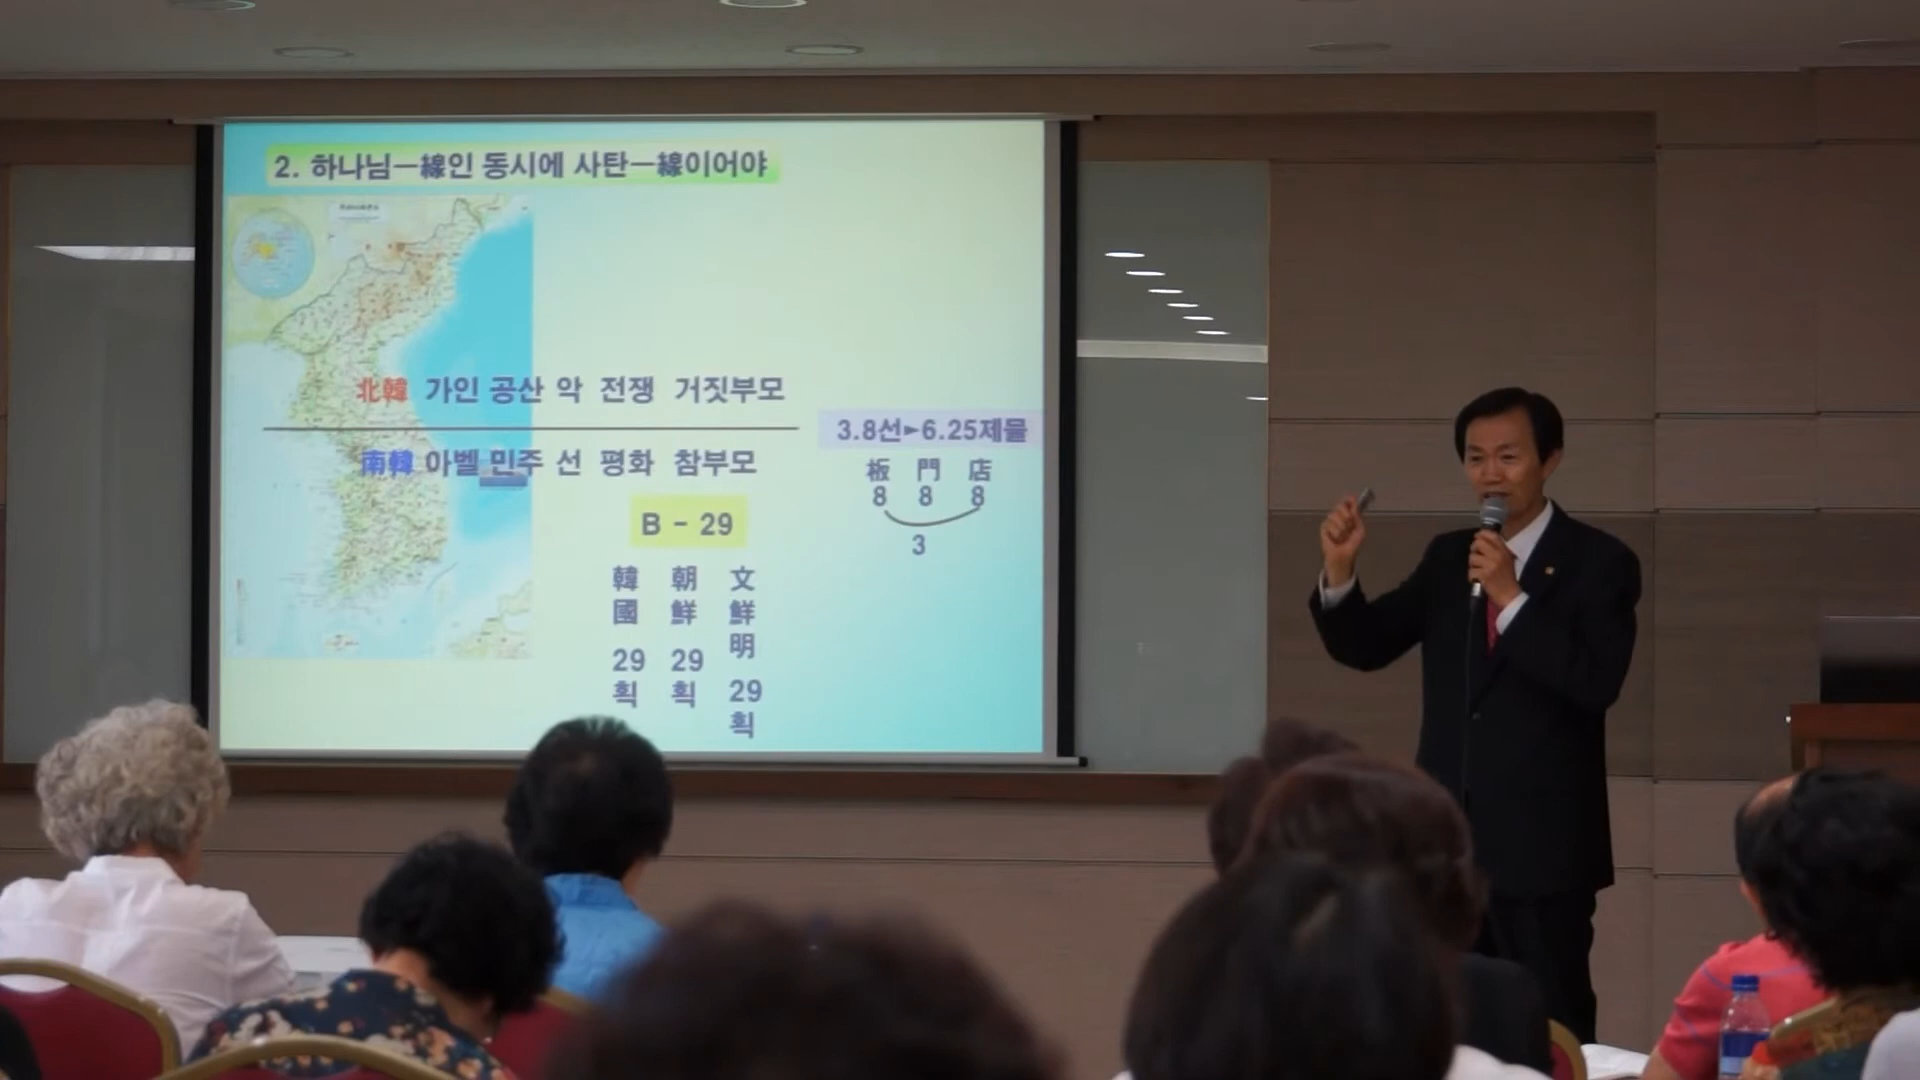 2. 하나님一線인 동시에 사탄一線이어야
北韓 가인 공산 악 전쟁 거짓부모
南韓 아벨 민주 선 평화 참부모
3.8선►6.25제물
板 門 店
8 8 8
3
B - 29
韓 朝 文
國 鮮 鮮
明
29 29
획 획
29
획